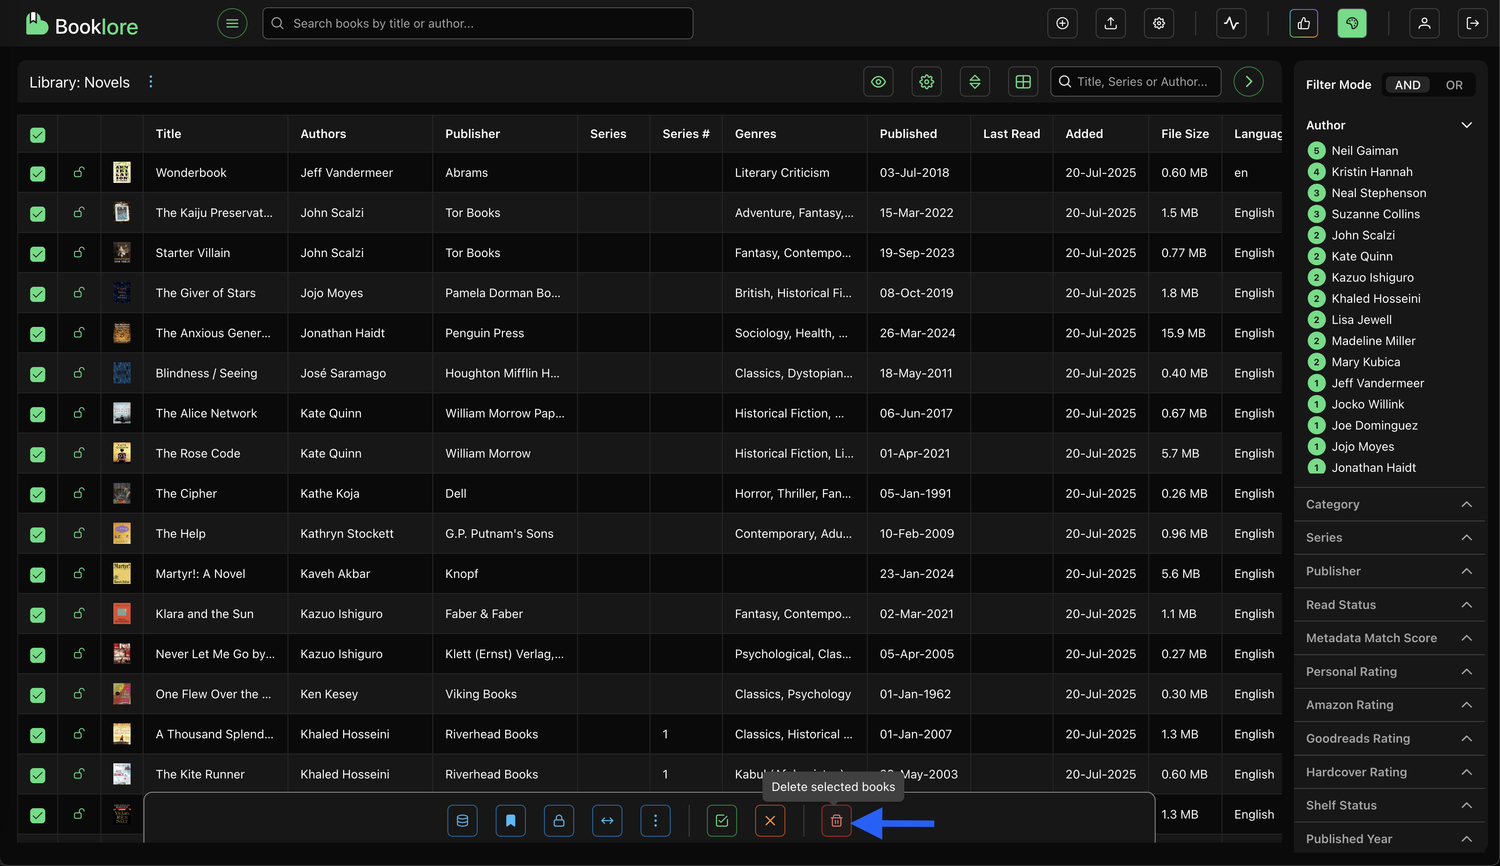 Booklore
Search books by title or author...
Library: Novels
Title, Series or Author...
Title Authors Publisher Series Series # Genres Published Last Read Added File Size Languag
Wonderbook Jeff Vandermeer Abrams Literary Criticism 03-Jul-2018 20-Jul-2025 0.60 MB en
The Kaiju Preservat... John Scalzi Tor Books Adventure, Fantasy,... 15-Mar-2022 20-Jul-2025 1.5 MB English
Starter Villain John Scalzi Tor Books Fantasy, Contempo... 19-Sep-2023 20-Jul-2025 0.77 MB English
The Giver of Stars Jojo Moyes Pamela Dorman Bo... British, Historical Fi... 08-Oct-2019 20-Jul-2025 1.8 MB English
The Anxious Gener... Jonathan Haidt Penguin Press Sociology, Health, ... 26-Mar-2024 20-Jul-2025 15.9 MB English
Blindness / Seeing José Saramago Houghton Mifflin H... Classics, Dystopian... 18-May-2011 20-Jul-2025 0.40 MB English
The Alice Network Kate Quinn William Morrow Pap... Historical Fiction, ... 06-Jun-2017 20-Jul-2025 0.67 MB English
The Rose Code Kate Quinn William Morrow Historical Fiction, Li... 01-Apr-2021 20-Jul-2025 5.7 MB English
The Cipher Kathe Koja Dell Horror, Thriller, Fan... 05-Jan-1991 20-Jul-2025 0.26 MB English
The Help Kathryn Stockett G.P. Putnam's Sons Contemporary, Adu... 10-Feb-2009 20-Jul-2025 0.96 MB English
Martyr!: A Novel Kaveh Akbar Knopf 23-Jan-2024 20-Jul-2025 5.6 MB English
Klara and the Sun Kazuo Ishiguro Faber & Faber Fantasy, Contempo... 02-Mar-2021 20-Jul-2025 1.1 MB English
Never Let Me Go by... Kazuo Ishiguro Klett (Ernst) Verlag,... Psychological, Clas... 05-Apr-2005 20-Jul-2025 0.27 MB English
One Flew Over the ... Ken Kesey Viking Books Classics, Psychology 01-Jan-1962 20-Jul-2025 0.30 MB English
A Thousand Splend... Khaled Hosseini Riverhead Books 1 Classics, Historical ... 01-Jan-2007 20-Jul-2025 1.3 MB English
The Kite Runner Khaled Hosseini Riverhead Books 1 May-2003 20-Jul-2025 0.60 MB English
Delete selected books
1.3 MB English
Filter Mode AND OR
Author
5 Neil Gaiman
4 Kristin Hannah
3 Neal Stephenson
3 Suzanne Collins
2 John Scalzi
2 Kate Quinn
2 Kazuo Ishiguro
2 Khaled Hosseini
2 Lisa Jewell
2 Madeline Miller
2 Mary Kubica
1 Jeff Vandermeer
1 Jocko Willink
1 Joe Dominguez
1 Jojo Moyes
1 Jonathan Haidt
Category
Series
Publisher
Read Status
Metadata Match Score
Personal Rating
Amazon Rating
Goodreads Rating
Hardcover Rating
Shelf Status
Published Year